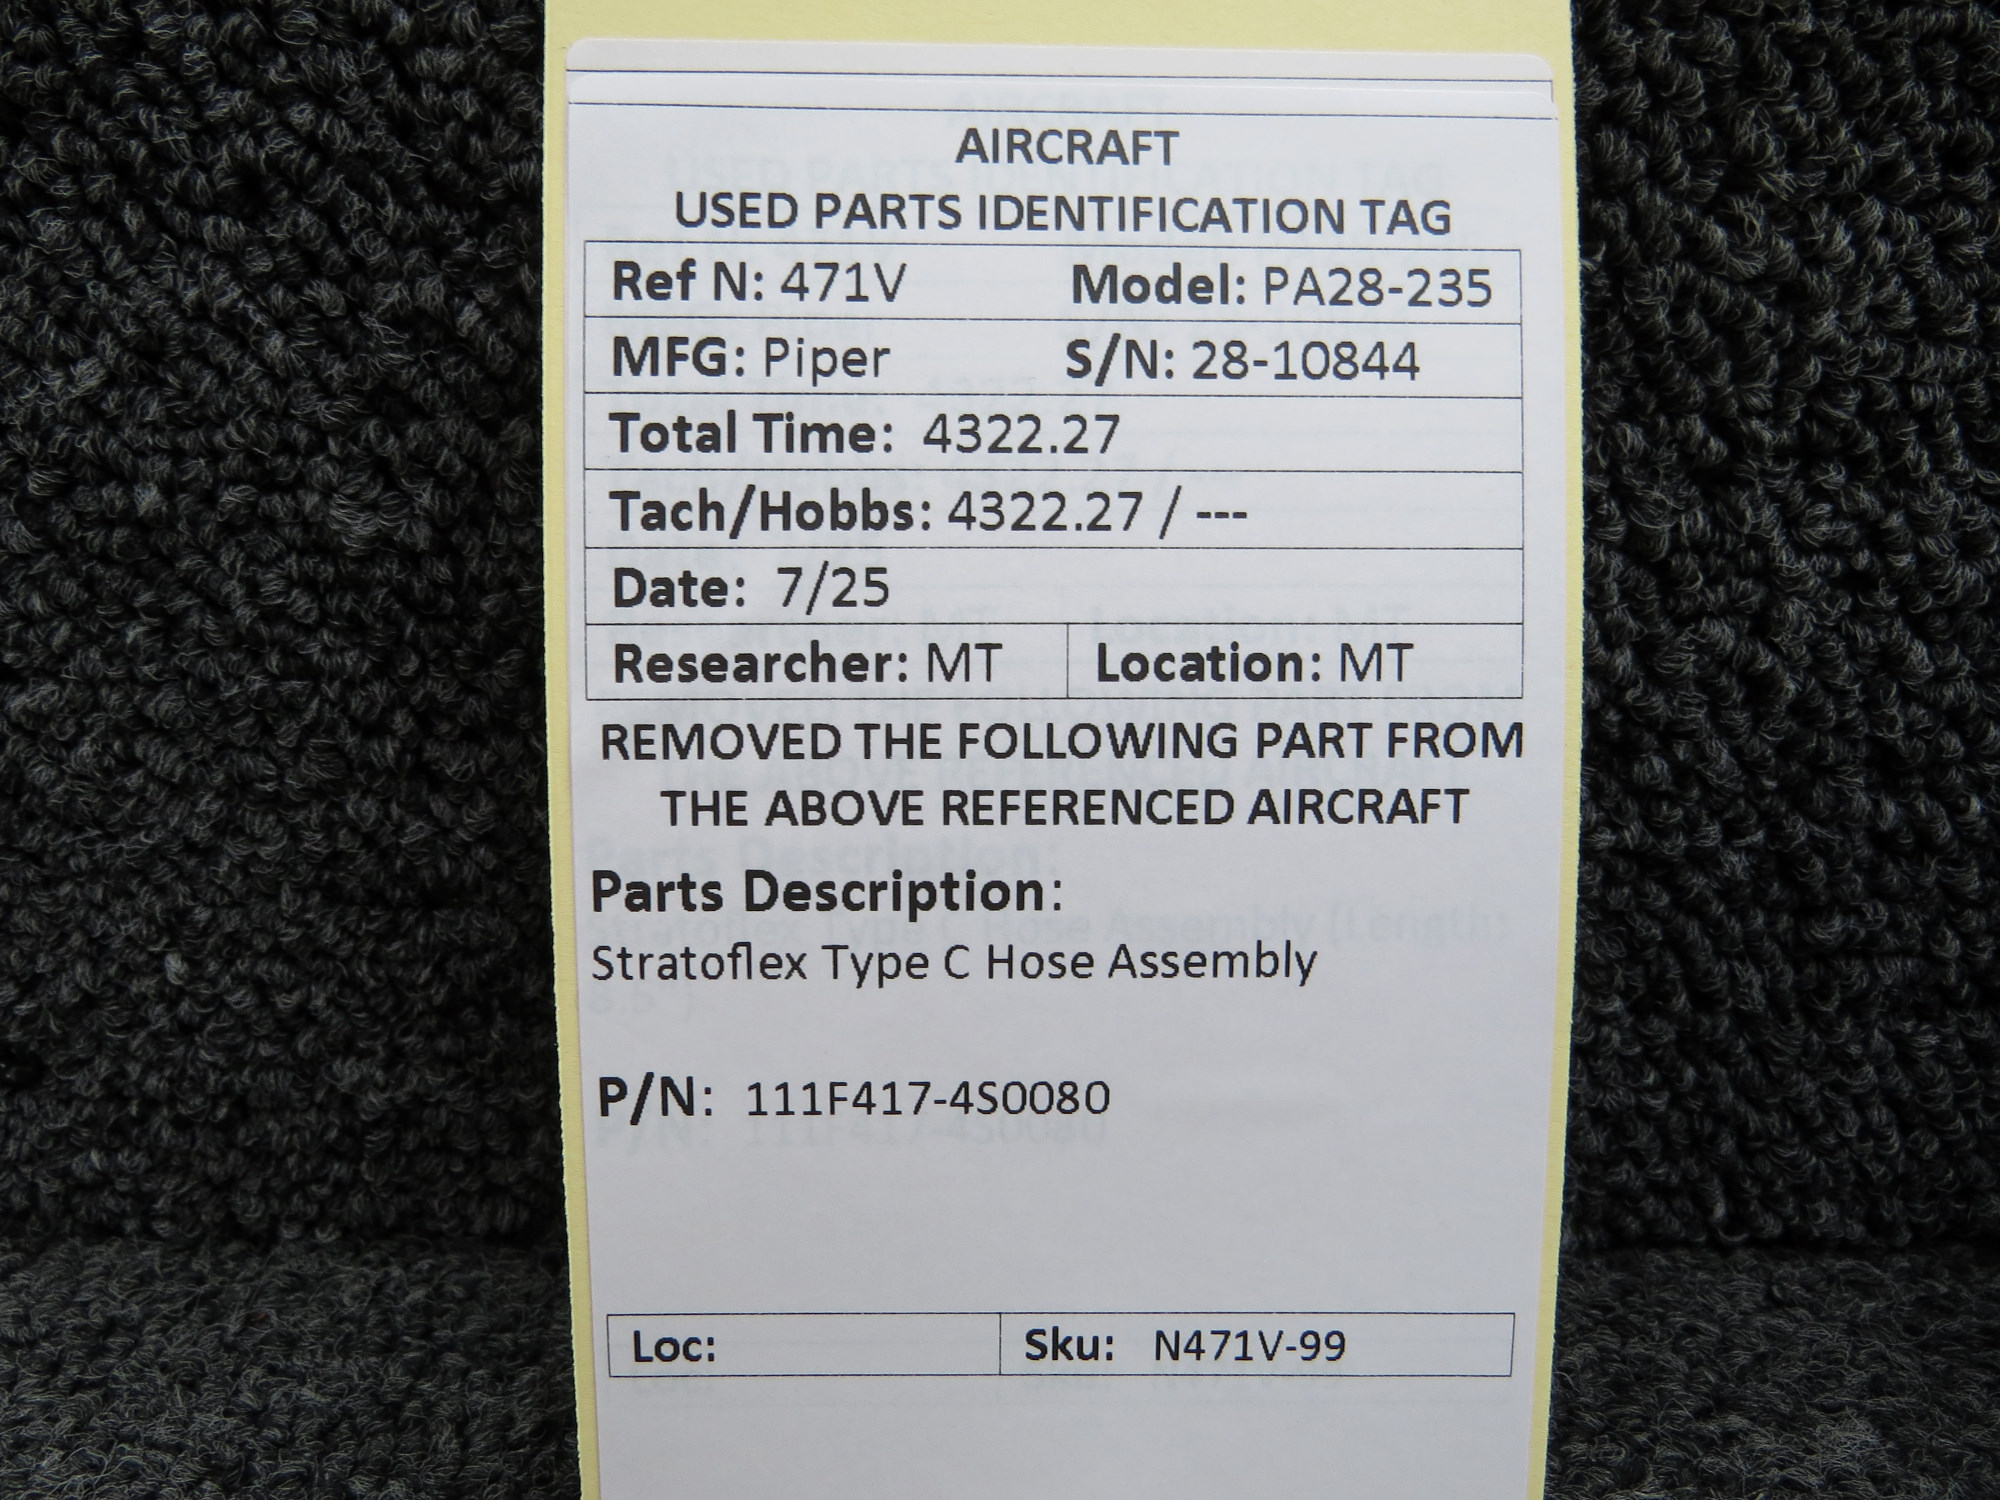 AIRCRAFT
USED PARTS IDENTIFICATION TAG
Ref N: 471V Model: PA28-235
MFG: Piper S/N: 28-10844
Total Time: 4322.27
Tach/Hobbs: 4322.27 / ---
Date: 7/25
Researcher: MT Location: MT
REMOVED THE FOLLOWING PART FROM
THE ABOVE REFERENCED AIRCRAFT
Parts Description:
Stratoflex Type C Hose Assembly
P/N: 111F417-4S0080
Loc: Sku: N471V-99